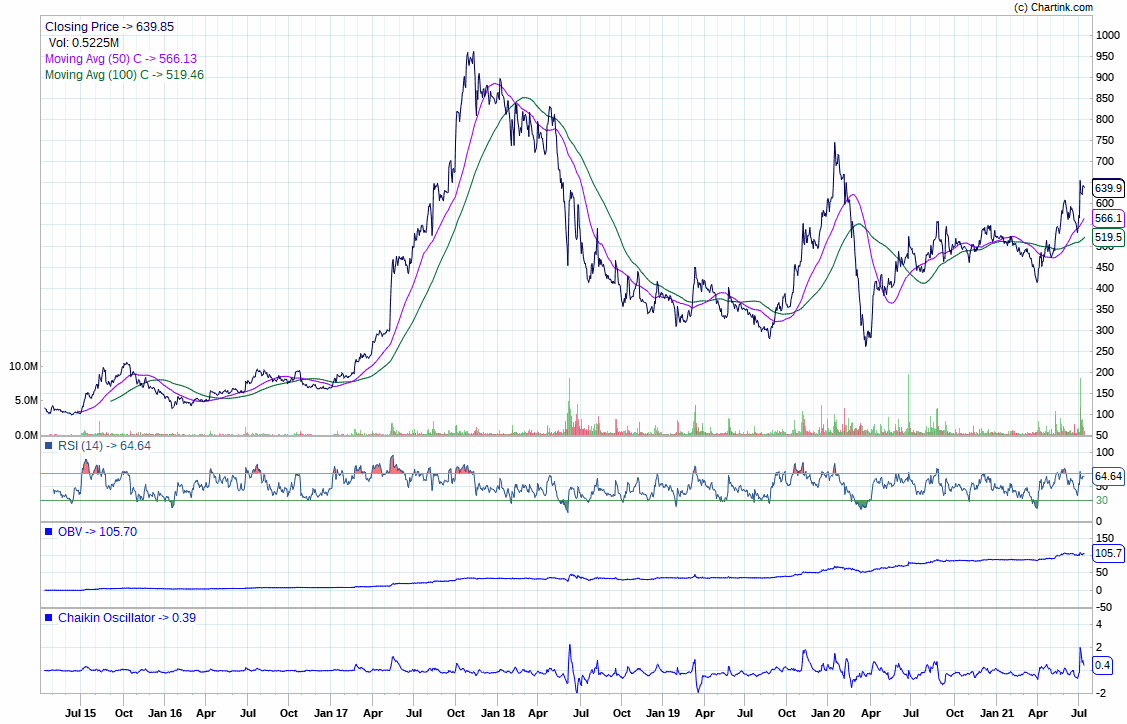 (c) Chartink.com
Closing Price -> 639.85
Vol: 0.5225M
Moving Avg (50) C -> 566.13
Moving Avg (100) C -> 519.46
1000
950
900
850
800
750
700
639.9
600
566.1
519.5
500
450
400
350
300
250
10.0M
200
150
5.0M
100
0.0M
50
RSI (14) -> 64.64
100
64.64
50
30
0
OBV -> 105.70
150
105.7
50
0
-50
Chaikin Oscillator -> 0.39
4
2
0.4
-2
Jul 15 Oct Jan 16 Apr Jul Oct Jan 17 Apr Jul Oct Jan 18 Apr Jul Oct Jan 19 Apr Jul Oct Jan 20 Apr Jul Oct Jan 21 Apr Jul